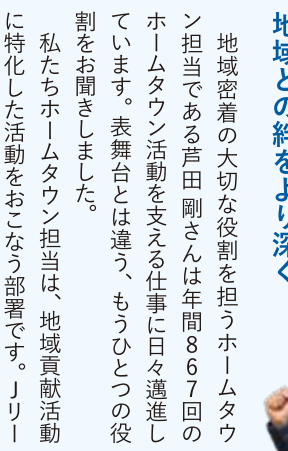 地域との絆をより深く
地域密着の大切な役割を担うホームタウ
ン担当である芦田 剛さんは年間867回の
ホームタウン活動を支える仕事に日々邁進し
ています。表舞台とは違う、もうひとつの役
割をお聞きしました。
私たちホームタウン担当は、地域貢献活動
に特化した活動をおこなう部署です。Jリー